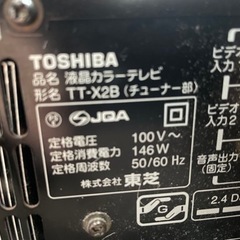 TOSHIBA
品名 液晶カラーテレビ
形名 TT-X2B (チューナー部)
JQA
定格電圧 100V~
定格消費電力 146W
定格周波数 50/60Hz
株式会社 東芝
ビデオ
入力1
ビデオ
入力2
音声出力
(固定)
G
2.4 D